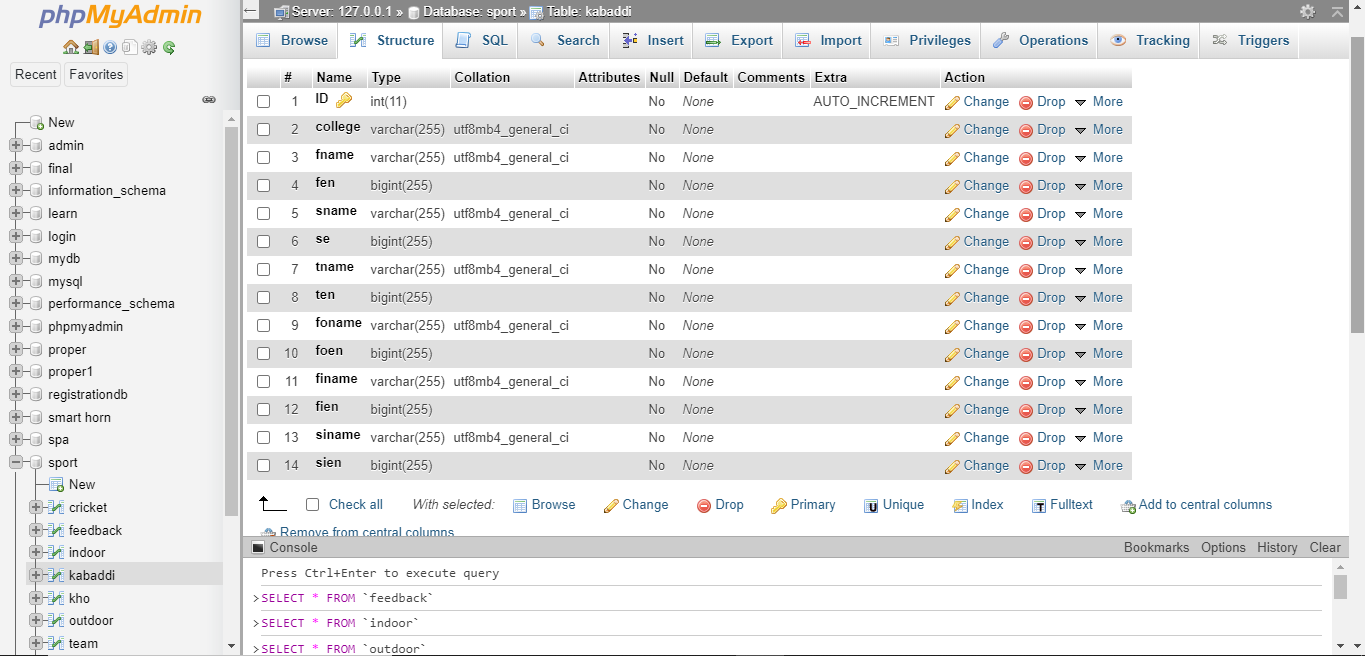 phpMyAdmin
Recent Favorites
New
admin
final
information_schema
learn
login
mydb
mysql
performance_schema
phpmyadmin
proper
proper1
registrationdb
smart horn
spa
sport
New
cricket
feedback
indoor
kabaddi
kho
outdoor
team
Server: 127.0.0.1 » Database: sport » Table: kabaddi
Browse Structure SQL Search Insert Export Import Privileges Operations Tracking Triggers
# Name Type Collation Attributes Null Default Comments Extra Action
1 ID int(11) No None AUTO_INCREMENT Change Drop More
2 college varchar(255) utf8mb4_general_ci No None Change Drop More
3 fname varchar(255) utf8mb4_general_ci No None Change Drop More
4 fen bigint(255) No None Change Drop More
5 sname varchar(255) utf8mb4_general_ci No None Change Drop More
6 se bigint(255) No None Change Drop More
7 tname varchar(255) utf8mb4_general_ci No None Change Drop More
8 ten bigint(255) No None Change Drop More
9 foname varchar(255) utf8mb4_general_ci No None Change Drop More
10 foen bigint(255) No None Change Drop More
11 finame varchar(255) utf8mb4_general_ci No None Change Drop More
12 fien bigint(255) No None Change Drop More
13 siname varchar(255) utf8mb4_general_ci No None Change Drop More
14 sien bigint(255) No None Change Drop More
Check all With selected: Browse Change Drop Primary Unique Index Fulltext Add to central columns
Remove from central columns
Console Bookmarks Options History Clear
Press Ctrl+Enter to execute query
>SELECT * FROM `feedback`
>SELECT * FROM `indoor`
>SELECT * FROM `outdoor`